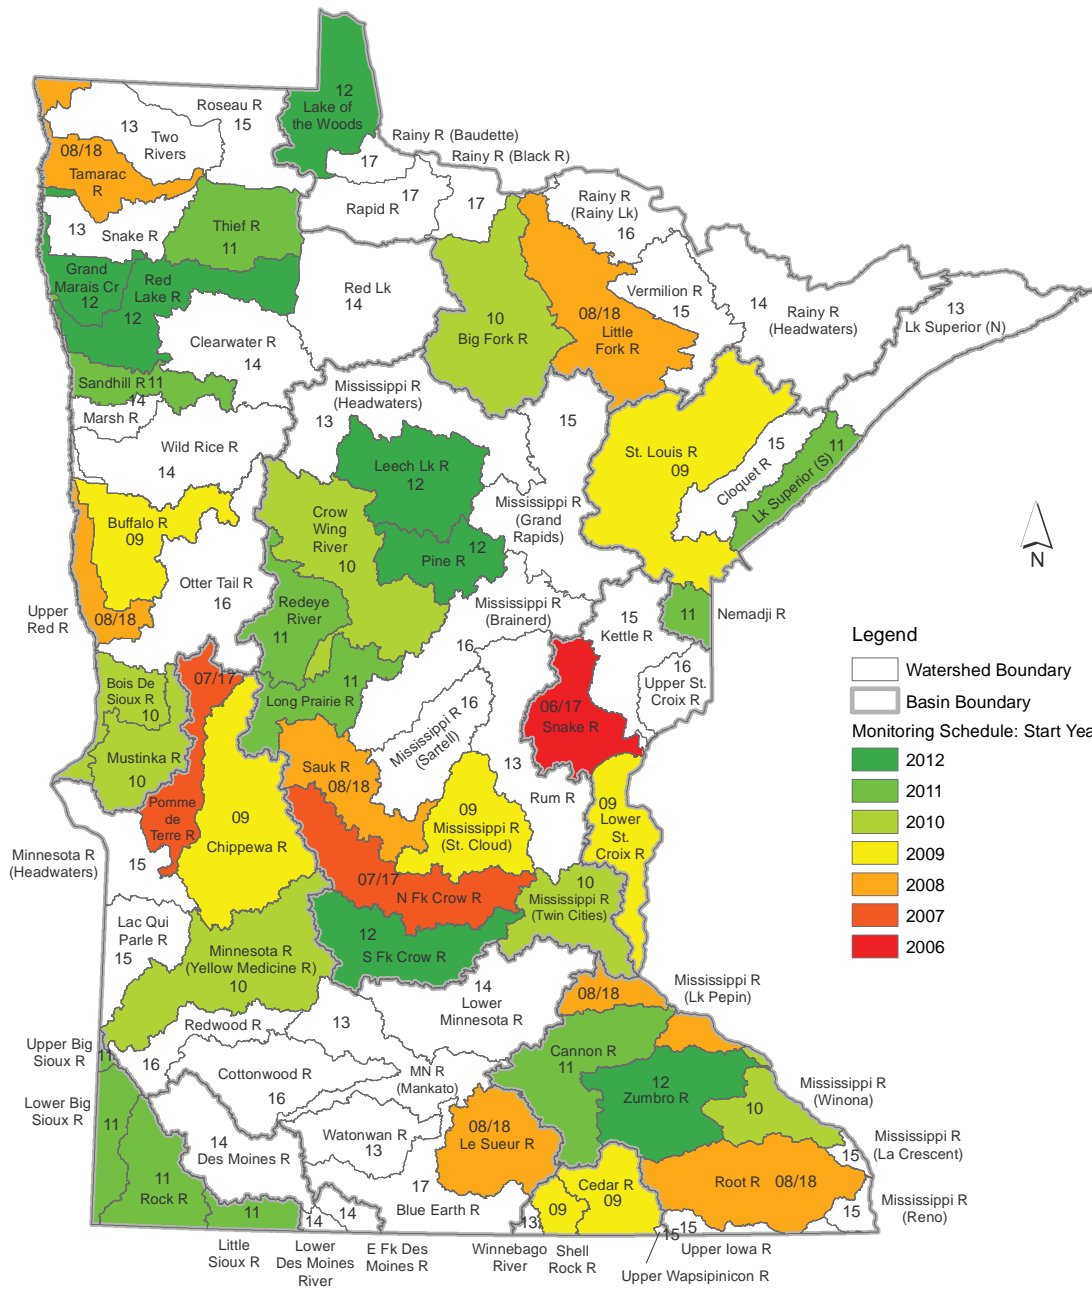 12
Lake of
the Woods
Roseau R
15
13
Two
Rivers
08/18
Tamarac
R
Rainy R (Baudette)
17
Rainy R (Black R)
17
Rapid R
17
Rainy R
(Rainy Lk)
16
13
Snake R
Thief R
11
Grand
Marais Cr
12
Red
Lake R
12
Red Lk
14
Vermilion R
15
14
Rainy R
(Headwaters)
13
Lk Superior (N)
10
Big Fork R
08/18
Little
Fork R
Clearwater R
14
Sandhill R 11
14
Marsh R
Mississippi R
(Headwaters)
13
15
Wild Rice R
14
Leech Lk R
12
St. Louis R
09
15
Cloquet R
11
Lk Superior (S)
Mississippi R
(Grand
Rapids)
Buffalo R
09
Crow
Wing
River
10
Pine R
12
N
Otter Tail R
16
Upper
Red R
08/18
Redeye
River
11
Mississippi R
(Brainerd)
16
15
Kettle R
11
Nemadji R
Legend
Watershed Boundary
Basin Boundary
Monitoring Schedule: Start Yea
2012
2011
2010
2009
2008
2007
2006
Bois De
Sioux R
10
07/17
11
Long Prairie R
16
Mississippi R
(Sartell)
06/17
Snake R
16
Upper St.
Croix R
Mustinka R
10
Sauk R
08/18
13
Rum R
Pomme
de
Terre R
09
Chippewa R
09
Mississippi R
(St. Cloud)
09
Lower
St.
Croix R
Minnesota R
(Headwaters)
15
07/17
N Fk Crow R
10
Mississippi R
(Twin Cities)
Lac Qui
Parle R
15
Minnesota R
(Yellow Medicine R)
10
12
S Fk Crow R
14
Lower
Minnesota R
08/18
Mississippi R
(Lk Pepin)
Redwood R
13
Upper Big
Sioux R
11
16
Cottonwood R
16
MN R
(Mankato)
Cannon R
11
12
Zumbro R
Mississippi R
(Winona)
10
Lower Big
Sioux R
11
14
Des Moines R
Watonwan R
13
08/18
Le Sueur R
Mississippi R
(La Crescent)
15
11
Rock R
17
Blue Earth R
Cedar R
09
09
Root R 08/18
Mississippi R
(Reno)
15
11
14
14
13
15
15
Little
Sioux R
Lower
Des Moines
River
E Fk Des
Moines R
Winnebago
River
Shell
Rock R
Upper Iowa R
Upper Wapsipinicon R